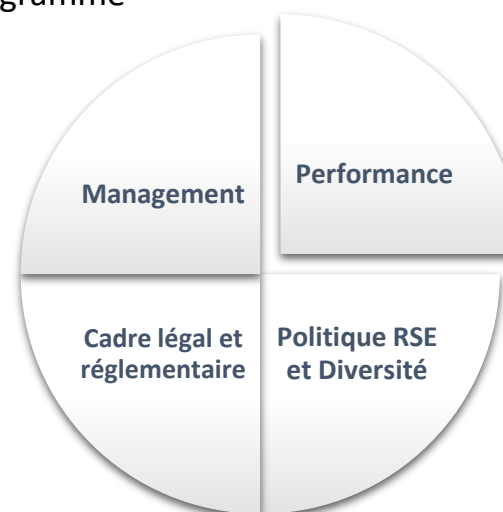 gramme
Management
Performance
Cadre légal et
réglementaire
Politique RSE
et Diversité